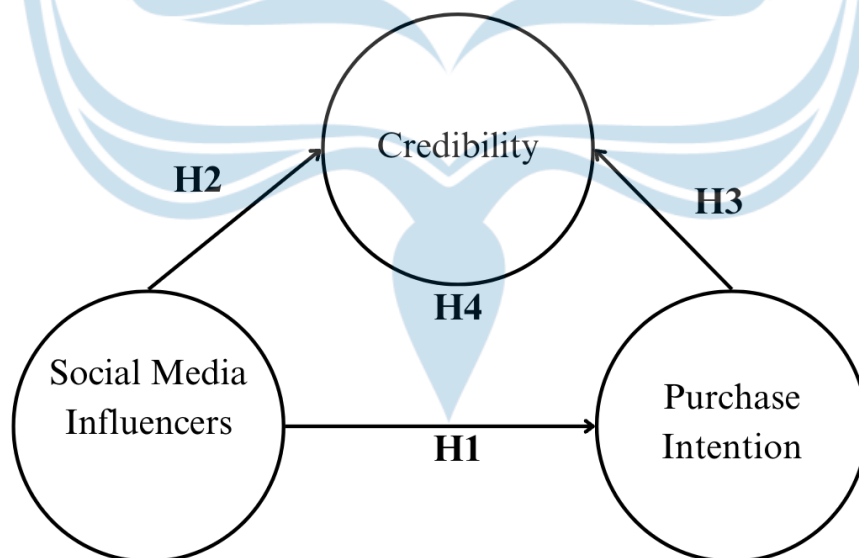 Credibility
H2
H3
H4
Social Media
Influencers
Purchase
Intention
H1